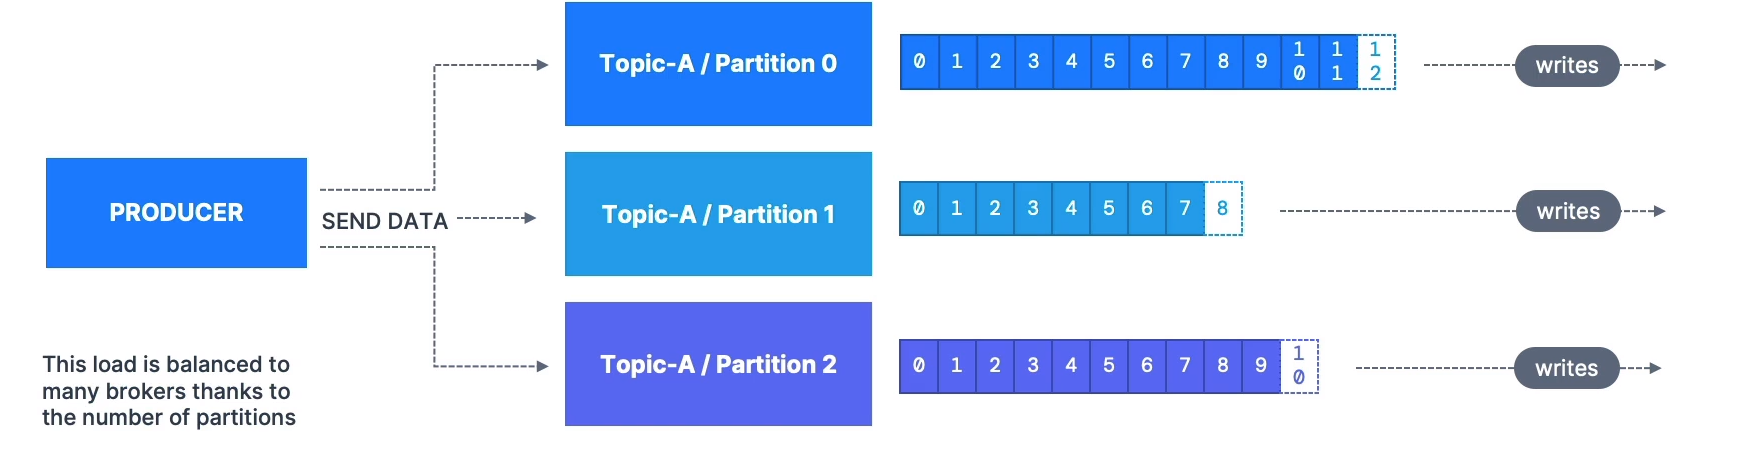 Topic-A / Partition 0
0 1 2 3 4 5 6 7 8 9 10 11 12
writes
PRODUCER
SEND DATA
Topic-A / Partition 1
0 1 2 3 4 5 6 7 8
writes
Topic-A / Partition 2
0 1 2 3 4 5 6 7 8 9 10
writes
This load is balanced to
many brokers thanks to
the number of partitions